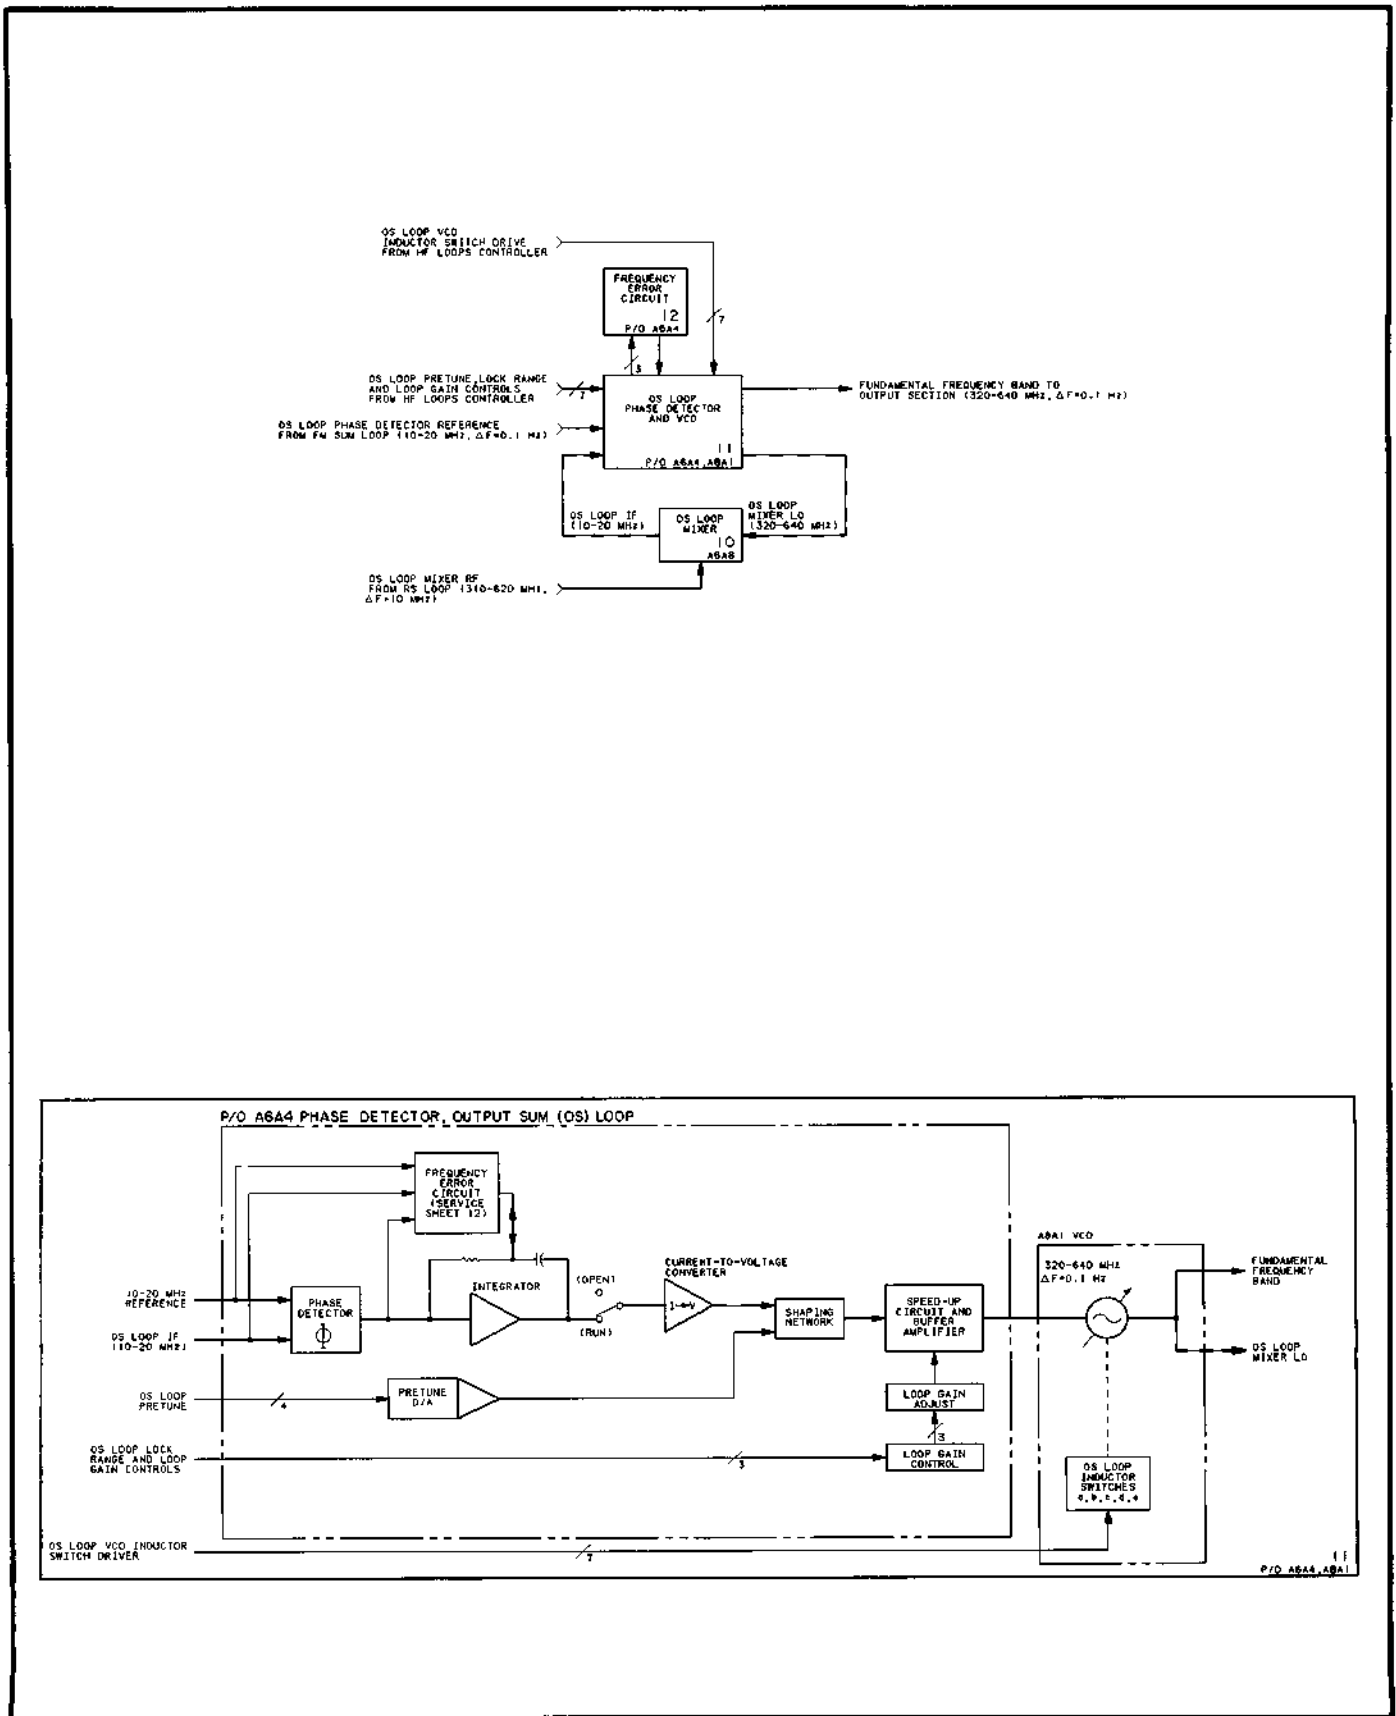 OS LOOP VCO
INDUCTOR SWITCH DRIVE
FROM HF LOOPS CONTROLLER
FREQUENCY
ERROR
CIRCUIT
12
P/O A6A4
7
3
OS LOOP PRETUNE, LOCK RANGE
AND LOOP GAIN CONTROLS
FROM HF LOOPS CONTROLLER
7
OS LOOP
PHASE DETECTOR
AND VCO
11
P/O A6A4, A8A1
FUNDAMENTAL FREQUENCY BAND TO
OUTPUT SECTION (320-640 MHz, ΔF=0.1 Hz)
OS LOOP PHASE DETECTOR REFERENCE
FROM FM SUM LOOP (10-20 MHz, ΔF=0.1 Hz)
OS LOOP IF
(10-20 MHz)
OS LOOP
MIXER
10
A6A8
OS LOOP
MIXER LO
(320-640 MHz)
OS LOOP MIXER RF
FROM RS LOOP (310-620 MHz,
ΔF=10 MHz)
P/O A6A4 PHASE DETECTOR, OUTPUT SUM (OS) LOOP
FREQUENCY
ERROR
CIRCUIT
(SERVICE
SHEET 12)
10-20 MHz
REFERENCE
OS LOOP IF
(10-20 MHz)
PHASE
DETECTOR
Φ
INTEGRATOR
(OPEN)
(RUN)
CURRENT-TO-VOLTAGE
CONVERTER
I→V
SHAPING
NETWORK
SPEED-UP
CIRCUIT AND
BUFFER
AMPLIFIER
A8A1 VCO
320-640 MHz
ΔF=0.1 Hz
FUNDAMENTAL
FREQUENCY
BAND
OS LOOP
MIXER LO
OS LOOP
PRETUNE
4
PRETUNE
D/A
LOOP GAIN
ADJUST
3
OS LOOP LOCK
RANGE AND LOOP
GAIN CONTROLS
3
LOOP GAIN
CONTROL
OS LOOP
INDUCTOR
SWITCHES
a,b,c,d,e
OS LOOP VCO INDUCTOR
SWITCH DRIVER
7
11
P/O A6A4, A8A1